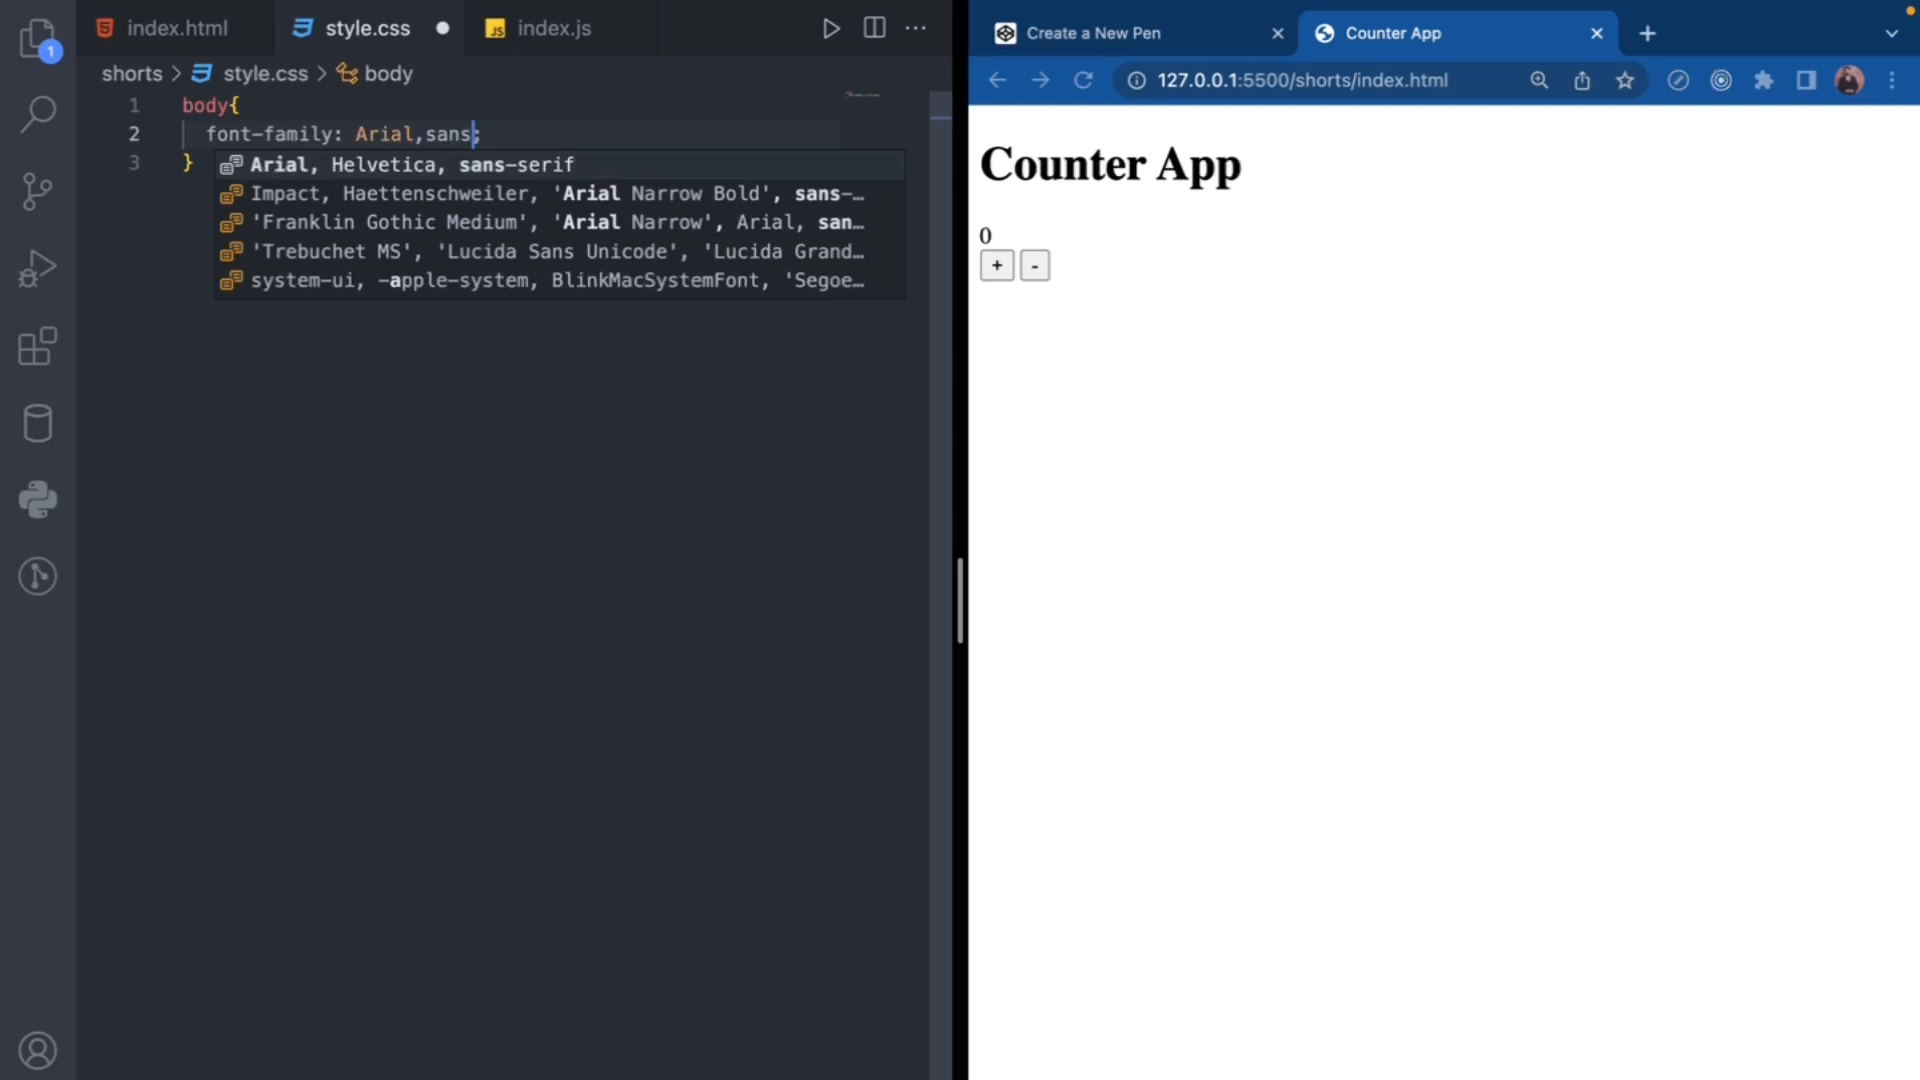 1
index.html
style.css
JS index.js
shorts > style.css > body
1 body{
2 font-family: Arial,sans;
3 }
Arial, Helvetica, sans-serif
Impact, Haettenschweiler, 'Arial Narrow Bold', sans-…
'Franklin Gothic Medium', 'Arial Narrow', Arial, san…
'Trebuchet MS', 'Lucida Sans Unicode', 'Lucida Grand…
system-ui, -apple-system, BlinkMacSystemFont, 'Segoe…
Create a New Pen
Counter App
127.0.0.1:5500/shorts/index.html
Counter App
0
+ -